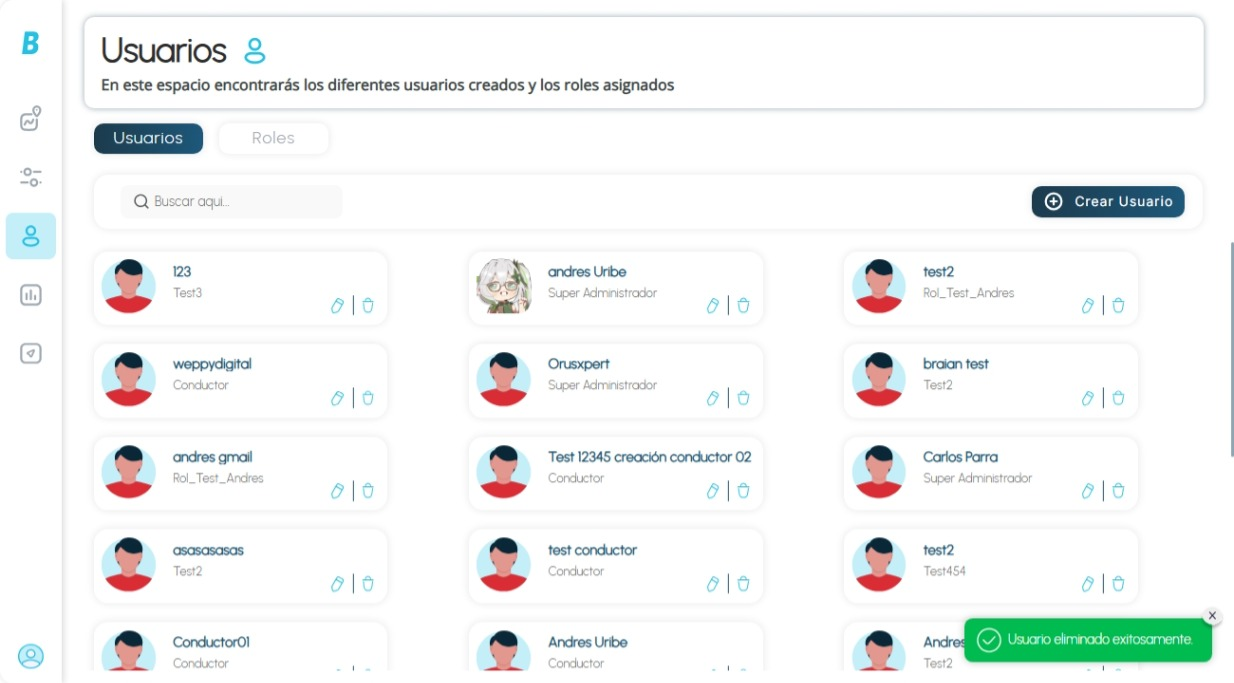 B
Usuarios
En este espacio encontrarás los diferentes usuarios creados y los roles asignados
Usuarios
Roles
Buscar aqui...
Crear Usuario
123
Test3
andres Uribe
Super Administrador
test2
Rol_Test_Andres
weppydigital
Conductor
Orusxpert
Super Administrador
braian test
Test2
andres gmail
Rol_Test_Andres
Test 12345 creación conductor 02
Conductor
Carlos Parra
Super Administrador
asasasasas
Test2
test conductor
Conductor
test2
Test454
Conductor01
Conductor
Andres Uribe
Conductor
Andres
Test2
Usuario eliminado exitosamente.